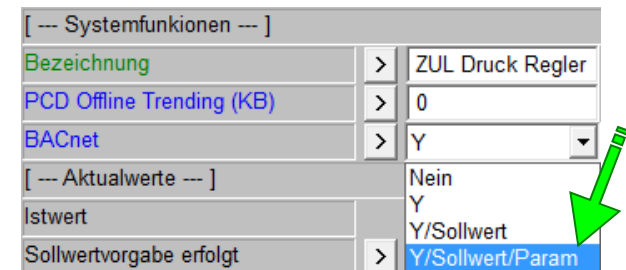 [ --- Systemfunkionen --- ]
Bezeichnung > ZUL Druck Regler
PCD Offline Trending (KB) > 0
BACnet > Y
[ --- Aktualwerte --- ] Nein
Y
Istwert Y/Sollwert
Sollwertvorgabe erfolgt > Y/Sollwert/Param